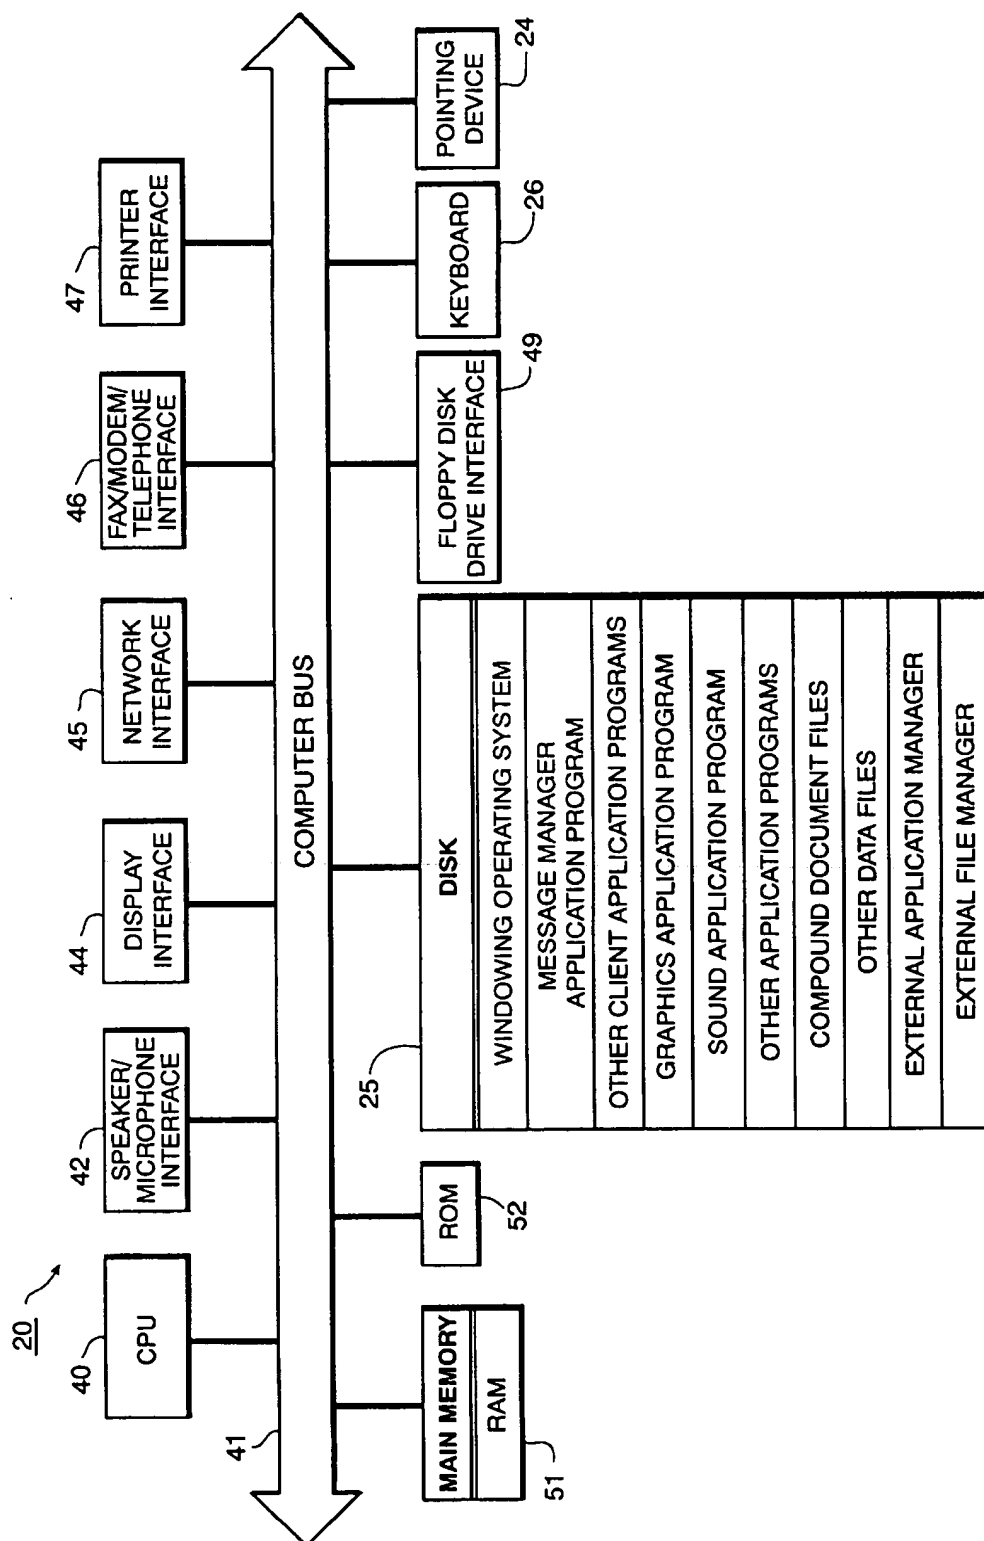 20
40
CPU
42
SPEAKER/
MICROPHONE
INTERFACE
44
DISPLAY
INTERFACE
45
NETWORK
INTERFACE
46
FAX/MODEM/
TELEPHONE
INTERFACE
47
PRINTER
INTERFACE
41
COMPUTER BUS
MAIN MEMORY
RAM
51
ROM
52
25
DISK
WINDOWING OPERATING SYSTEM
MESSAGE MANAGER
APPLICATION PROGRAM
OTHER CLIENT APPLICATION PROGRAMS
GRAPHICS APPLICATION PROGRAM
SOUND APPLICATION PROGRAM
OTHER APPLICATION PROGRAMS
COMPOUND DOCUMENT FILES
OTHER DATA FILES
EXTERNAL APPLICATION MANAGER
EXTERNAL FILE MANAGER
FLOPPY DISK
DRIVE INTERFACE
49
KEYBOARD
26
POINTING
DEVICE
24